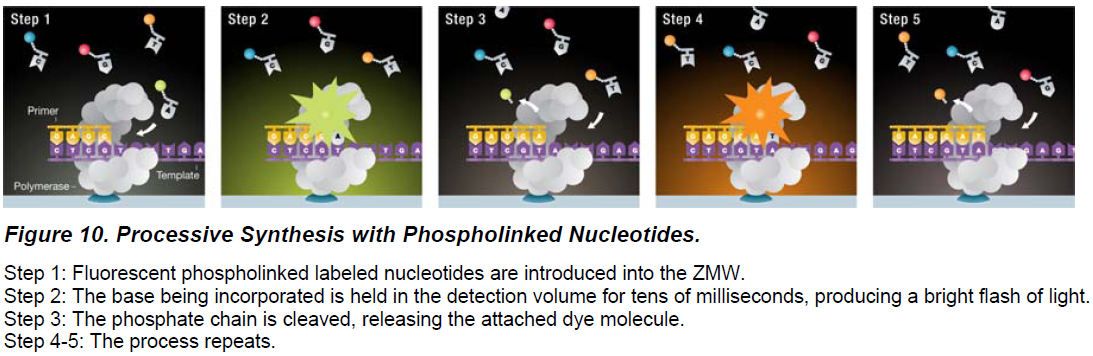 Step 1
Step 2
Step 3
Step 4
Step 5
Primer
Polymerase
Template
Figure 10. Processive Synthesis with Phospholinked Nucleotides.
Step 1: Fluorescent phospholinked labeled nucleotides are introduced into the ZMW.
Step 2: The base being incorporated is held in the detection volume for tens of milliseconds, producing a bright flash of light.
Step 3: The phosphate chain is cleaved, releasing the attached dye molecule.
Step 4-5: The process repeats.